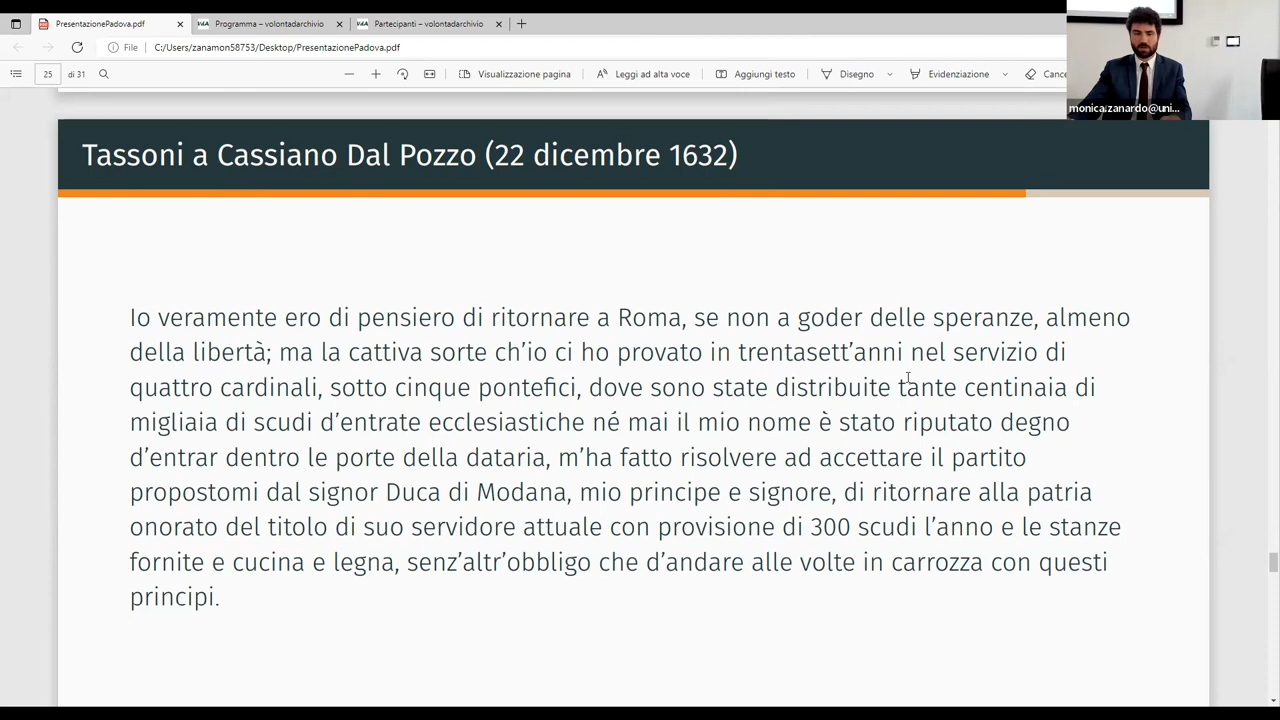 PresentazionePadova.pdf
Programma – volontadarchivio
Partecipanti – volontadarchivio
File
C:/Users/zanamon58753/Desktop/PresentazionePadova.pdf
25
di 31
Visualizzazione pagina
Leggi ad alta voce
Aggiungi testo
Disegno
Evidenziazione
Cance
monica.zanardo@uni...
Tassoni a Cassiano Dal Pozzo (22 dicembre 1632)
Io veramente ero di pensiero di ritornare a Roma, se non a goder delle speranze, almeno
della libertà; ma la cattiva sorte ch’io ci ho provato in trentasett’anni nel servizio di
quattro cardinali, sotto cinque pontefici, dove sono state distribuite tante centinaia di
migliaia di scudi d’entrate ecclesiastiche né mai il mio nome è stato riputato degno
d’entrar dentro le porte della dataria, m’ha fatto risolvere ad accettare il partito
propostomi dal signor Duca di Modana, mio principe e signore, di ritornare alla patria
onorato del titolo di suo servidore attuale con provisione di 300 scudi l’anno e le stanze
fornite e cucina e legna, senz’altr’obbligo che d’andare alle volte in carrozza con questi
principi.